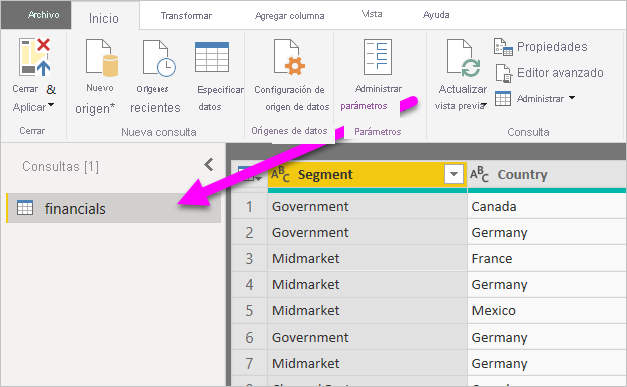 Archivo Inicio Transformar Agregar columna Vista Ayuda
Cerrar & Nuevo Orígenes Especificar Configuración de Administrar Actualizar Propiedades
Aplicar origen* recientes datos origen de datos parámetros vista previa Editor avanzado
Administrar
Cerrar Nueva consulta Orígenes de datos Parámetros Consulta
Consultas [1]
financials
ABC Segment ABC Country
1 Government Canada
2 Government Germany
3 Midmarket France
4 Midmarket Germany
5 Midmarket Mexico
6 Government Germany
7 Midmarket Germany